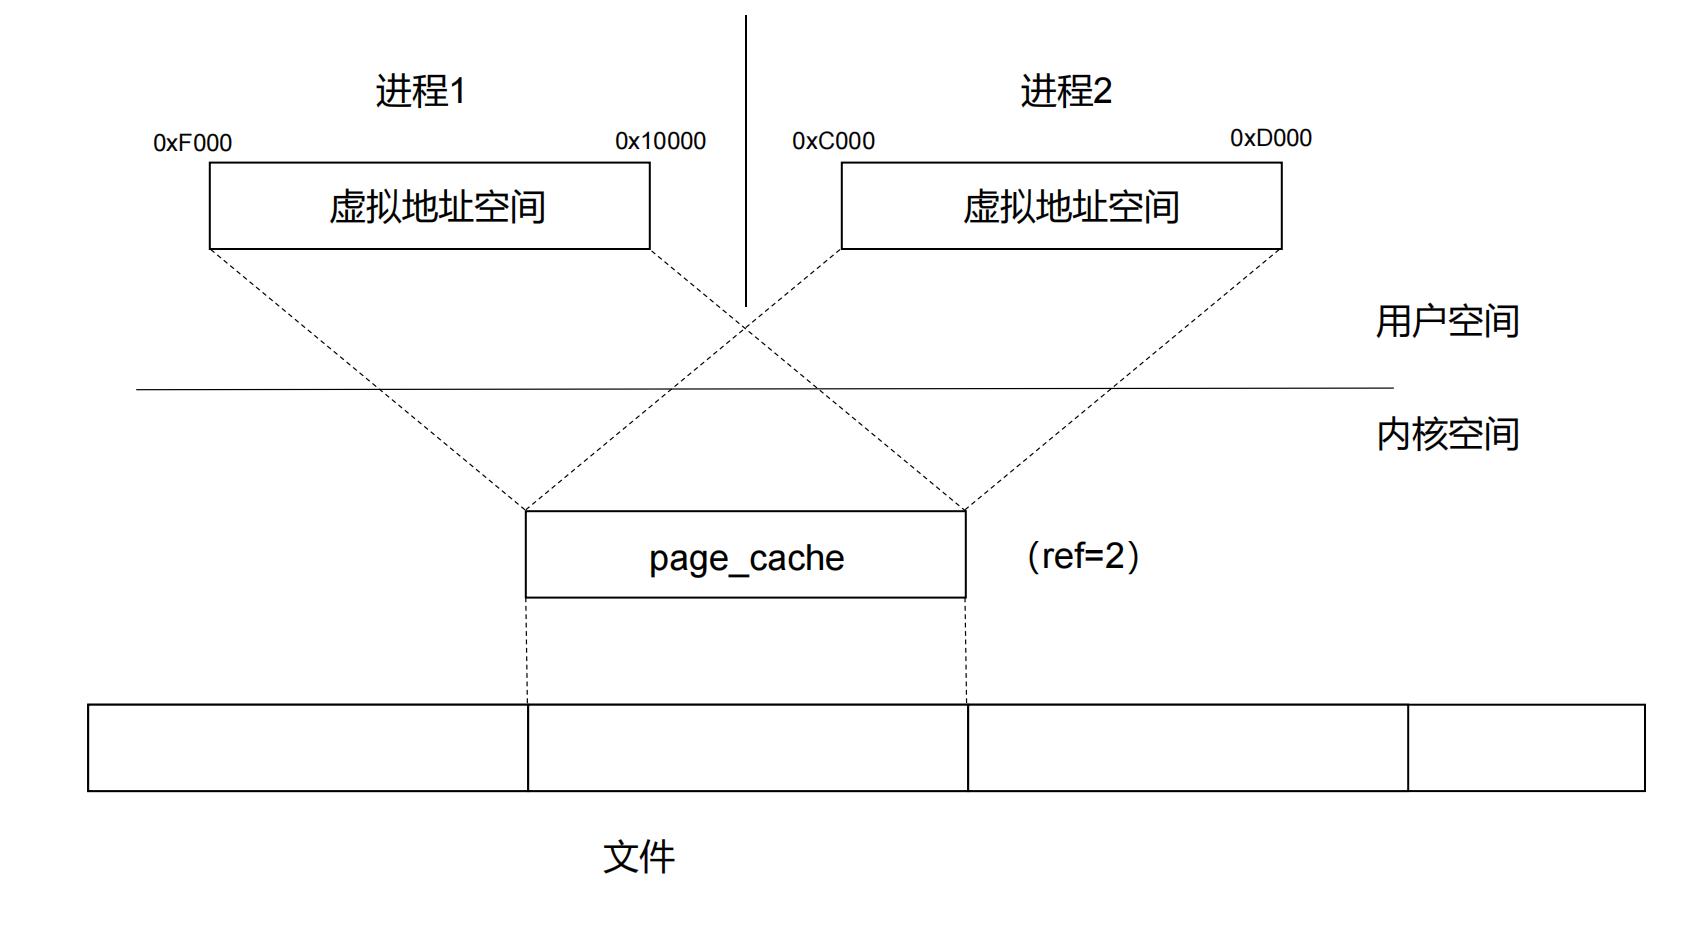 进程1
进程2
0xF000
0x10000
0xC000
0xD000
虚拟地址空间
虚拟地址空间
用户空间
内核空间
page_cache
（ref=2）
文件